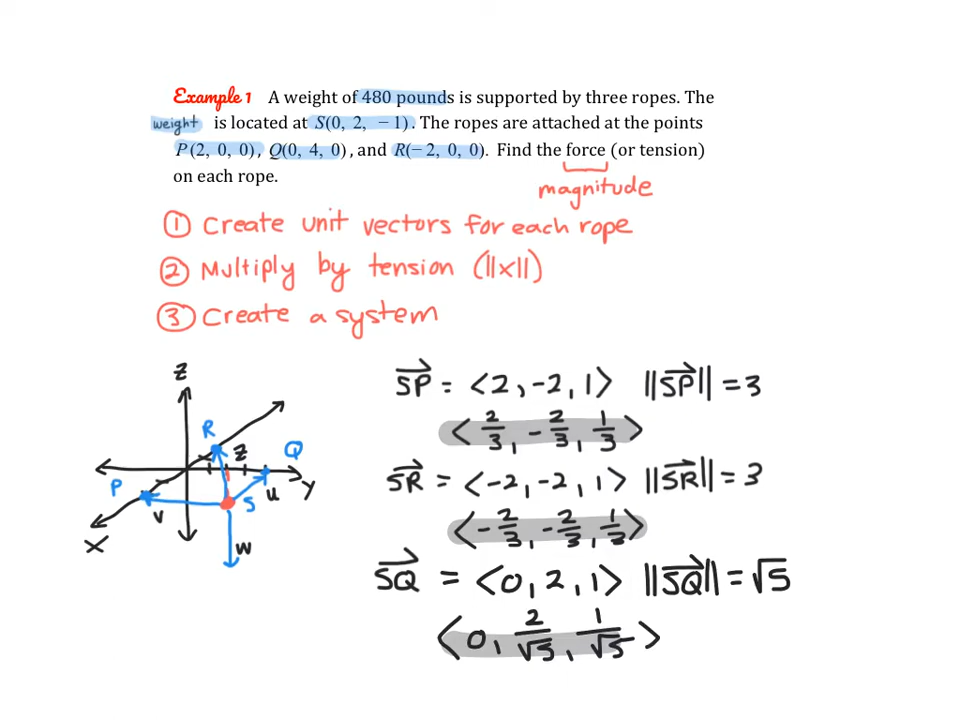 Example 1 A weight of 480 pounds is supported by three ropes. The
weight is located at S(0, 2, −1). The ropes are attached at the points
P(2, 0, 0), Q(0, 4, 0), and R(−2, 0, 0). Find the force (or tension)
on each rope.
magnitude
① Create unit vectors for each rope
② Multiply by tension (||x||)
③ Create a system
Z
R
z
Q
P
S
u
y
v
X
W
SP = <2, -2, 1> ||SP|| = 3
<2/3, -2/3, 1/3>
SR = <-2, -2, 1> ||SR|| = 3
<-2/3, -2/3, 1/3>
SQ = <0, 2, 1> ||SQ|| = √5
<0, 2/√5, 1/√5>